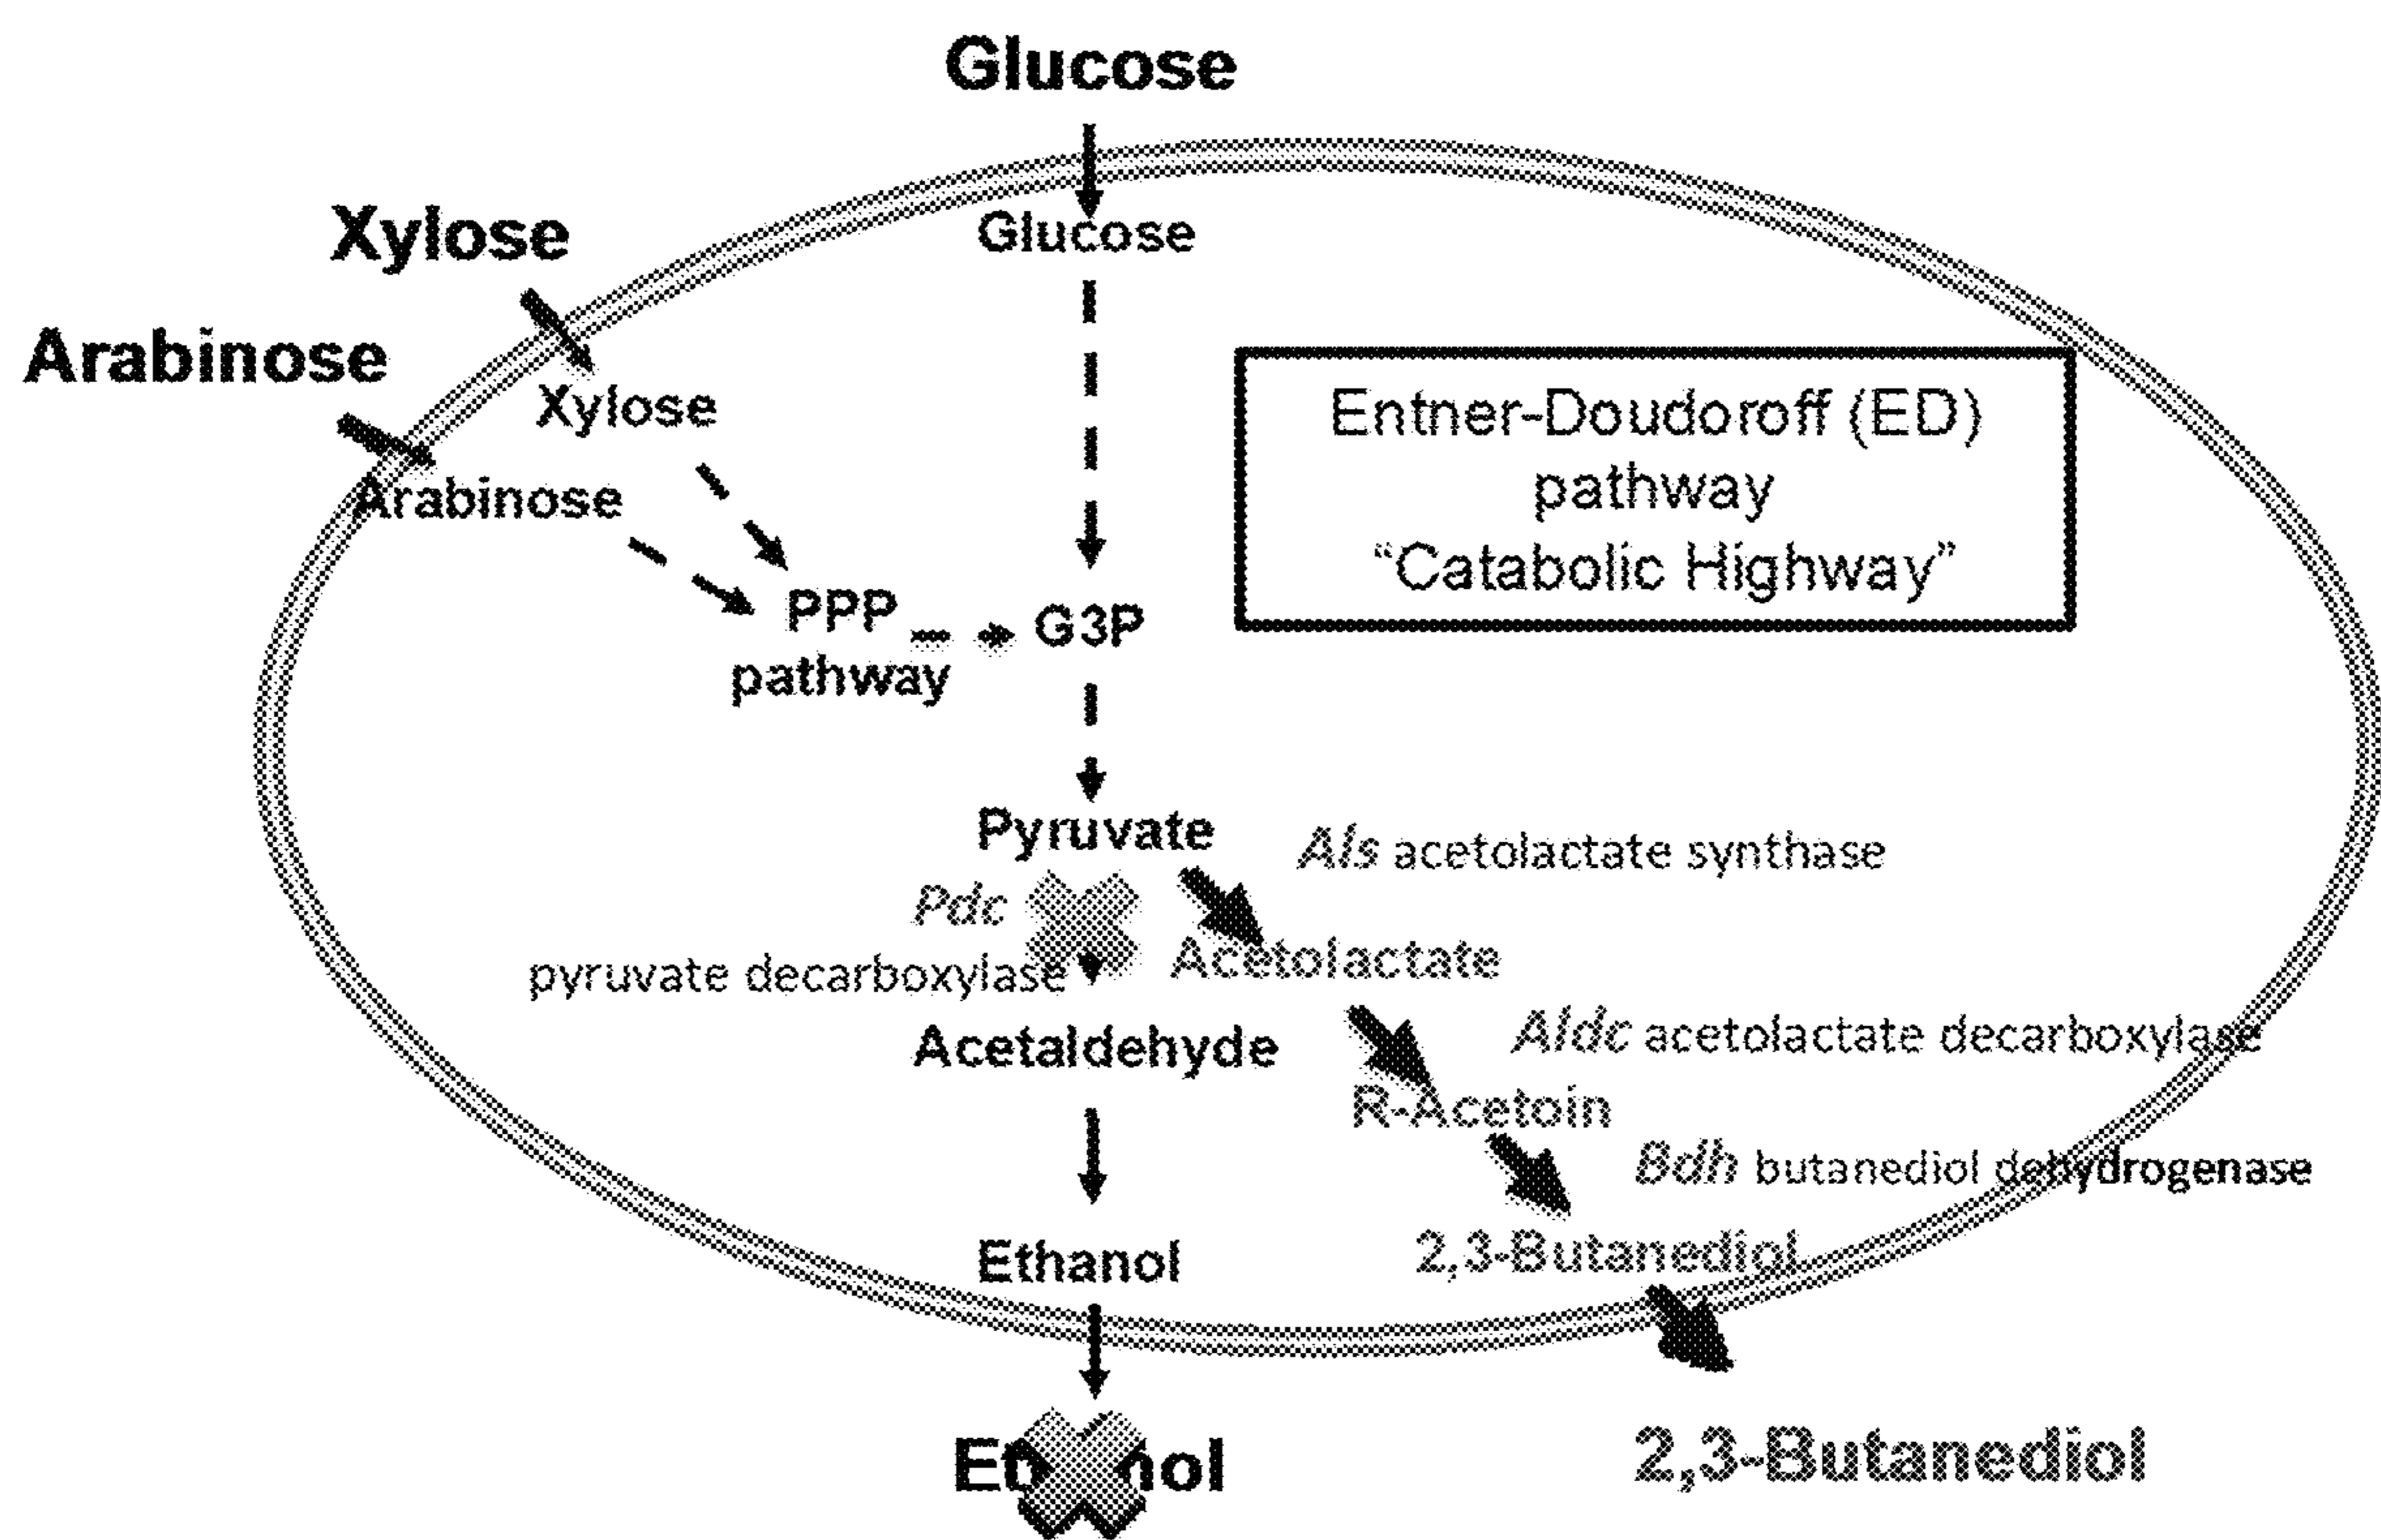 Glucose
Glucose
Xylose
Arabinose
Xylose
Arabinose
Entner-Doudoroff (ED)
pathway
“Catabolic Highway”
PPP
pathway
G3P
Pyruvate
Als acetolactate synthase
Pdc
pyruvate decarboxylase
Acetolactate
Acetaldehyde
Aldc acetolactate decarboxylase
R-Acetoin
Bdh butanediol dehydrogenase
Ethanol
2,3-Butanediol
Ethanol
2,3-Butanediol